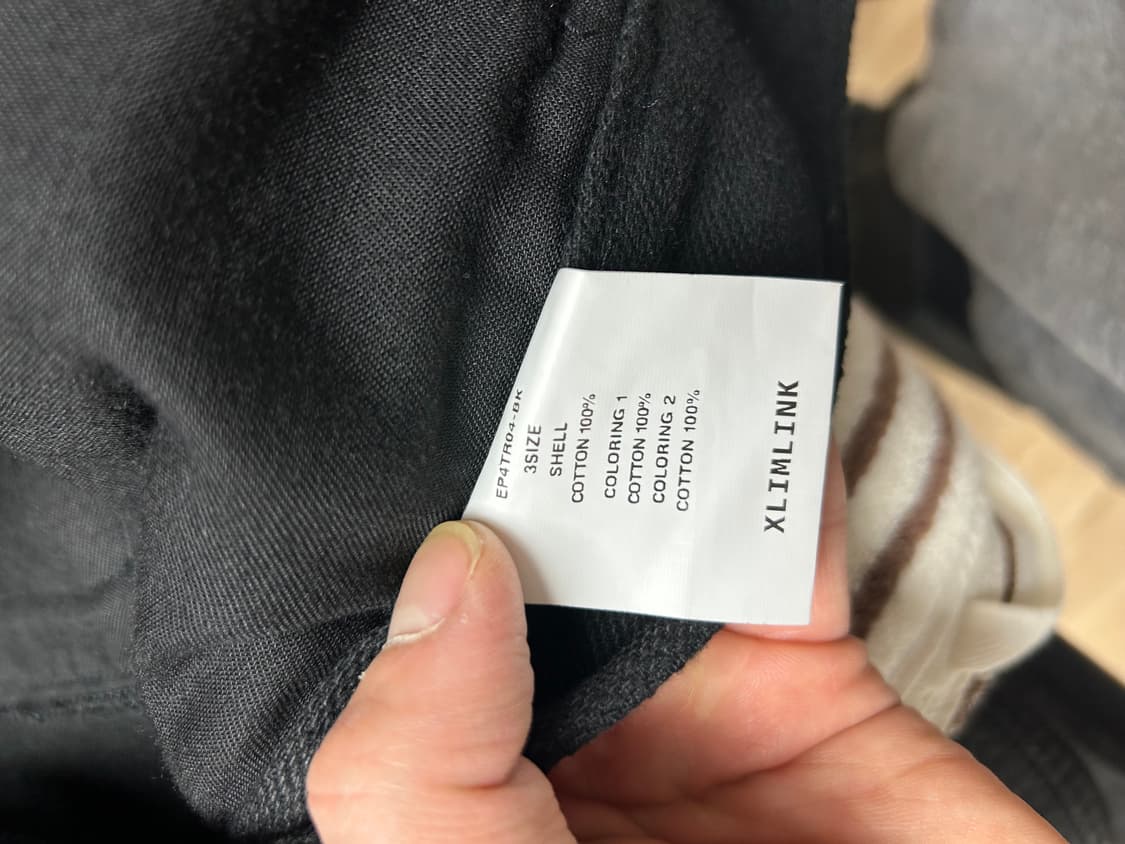 EP4TR04-BK
3SIZE
SHELL
COTTON 100%
COLORING 1
COTTON 100%
COLORING 2
COTTON 100%
XLIMLINK